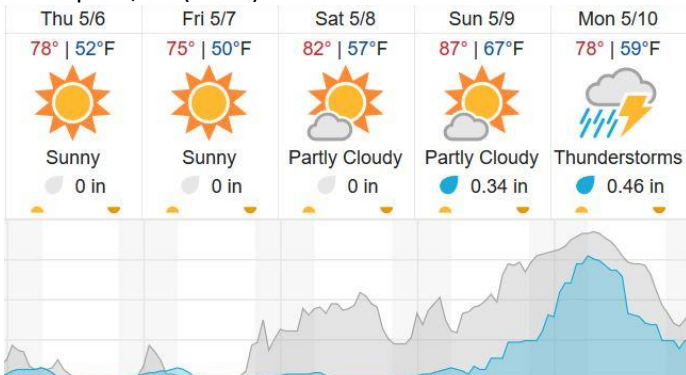 Thu 5/6 Fri 5/7 Sat 5/8 Sun 5/9 Mon 5/10
78° | 52°F 75° | 50°F 82° | 57°F 87° | 67°F 78° | 59°F
Sunny Sunny Partly Cloudy Partly Cloudy Thunderstorms
0 in 0 in 0 in 0.34 in 0.46 in